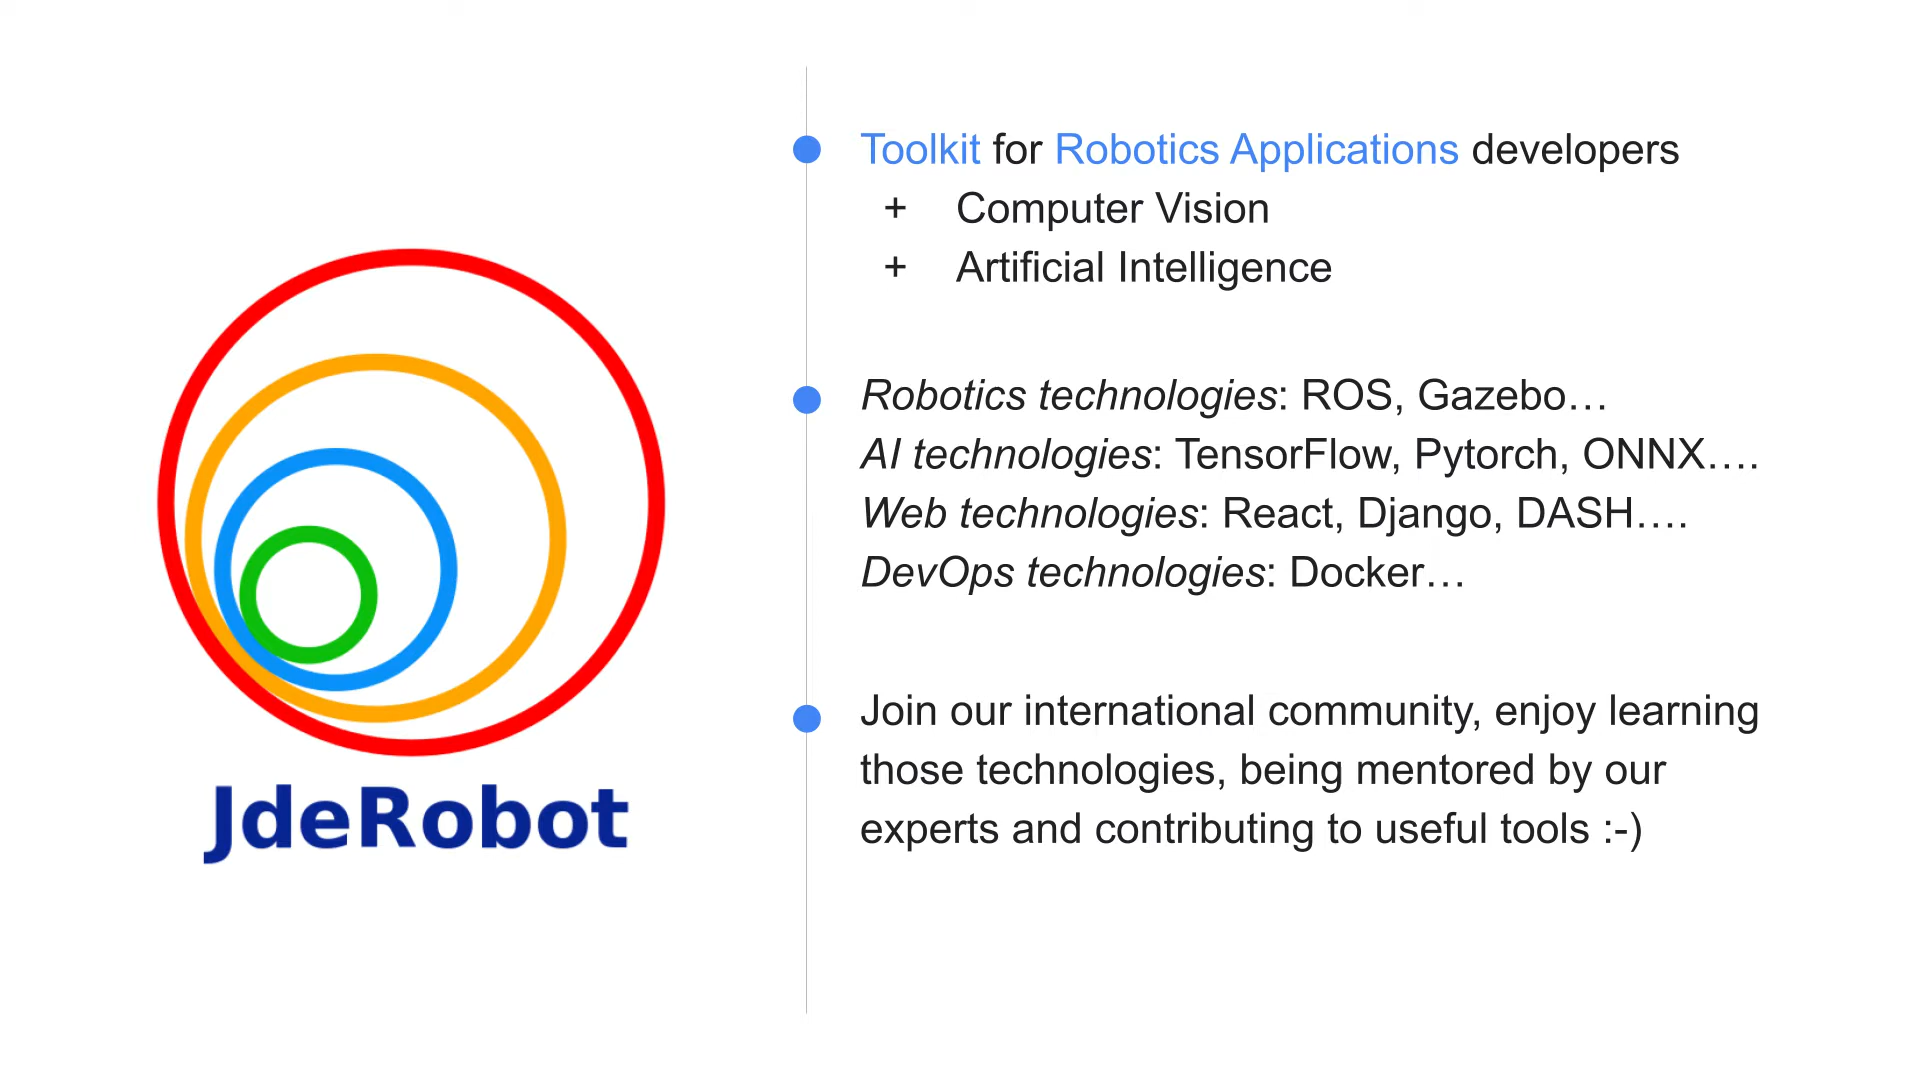 Toolkit for Robotics Applications developers
+ Computer Vision
+ Artificial Intelligence
Robotics technologies: ROS, Gazebo…
AI technologies: TensorFlow, Pytorch, ONNX….
Web technologies: React, Django, DASH….
DevOps technologies: Docker…
Join our international community, enjoy learning
those technologies, being mentored by our
experts and contributing to useful tools :-)
JdeRobot